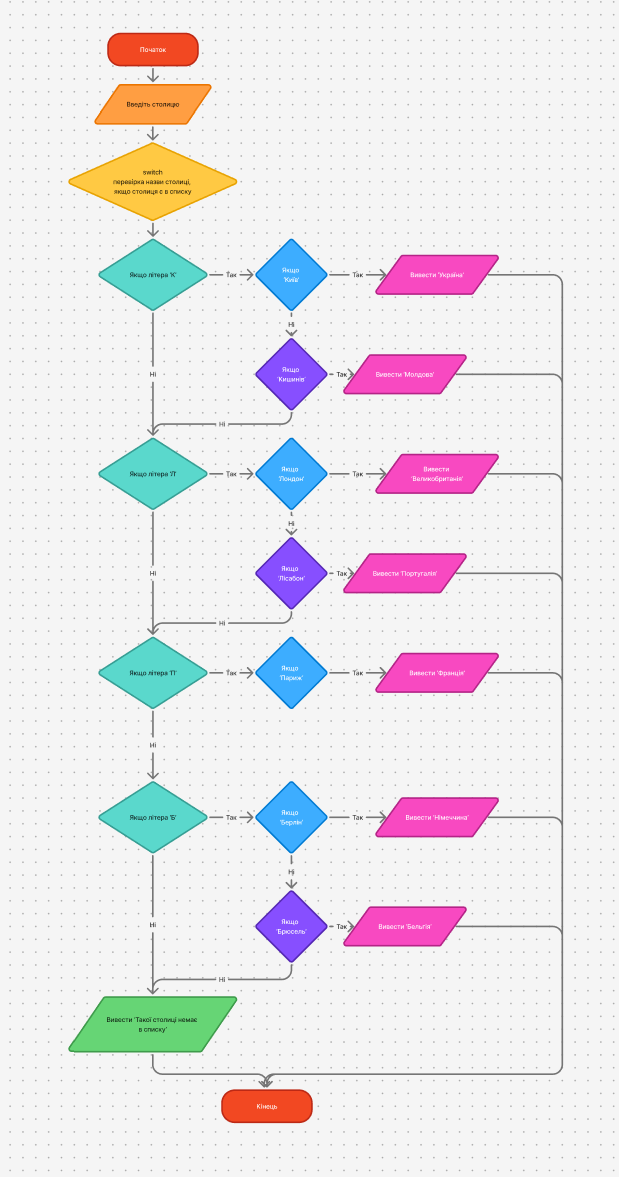 Початок
Введіть столицю
switch
перевірка назви столиці,
якщо столиця є в списку
Якщо літера 'К'
Так
Якщо
'Київ'
Так
Вивести 'Україна'
Ні
Ні
Якщо
'Кишинів'
Так
Вивести 'Молдова'
Ні
Якщо літера 'Л'
Так
Якщо
'Лондон'
Так
Вивести
'Великобританія'
Ні
Ні
Якщо
'Лісабон'
Так
Вивести 'Португалія'
Ні
Якщо літера 'П'
Так
Якщо
'Париж'
Так
Вивести 'Франція'
Ні
Якщо літера 'Б'
Так
Якщо
'Берлін'
Так
Вивести 'Німеччина'
Ні
Ні
Якщо
'Брюсель'
Так
Вивести 'Бельгія'
Ні
Вивести 'Такої столиці немає
в списку'
Кінець